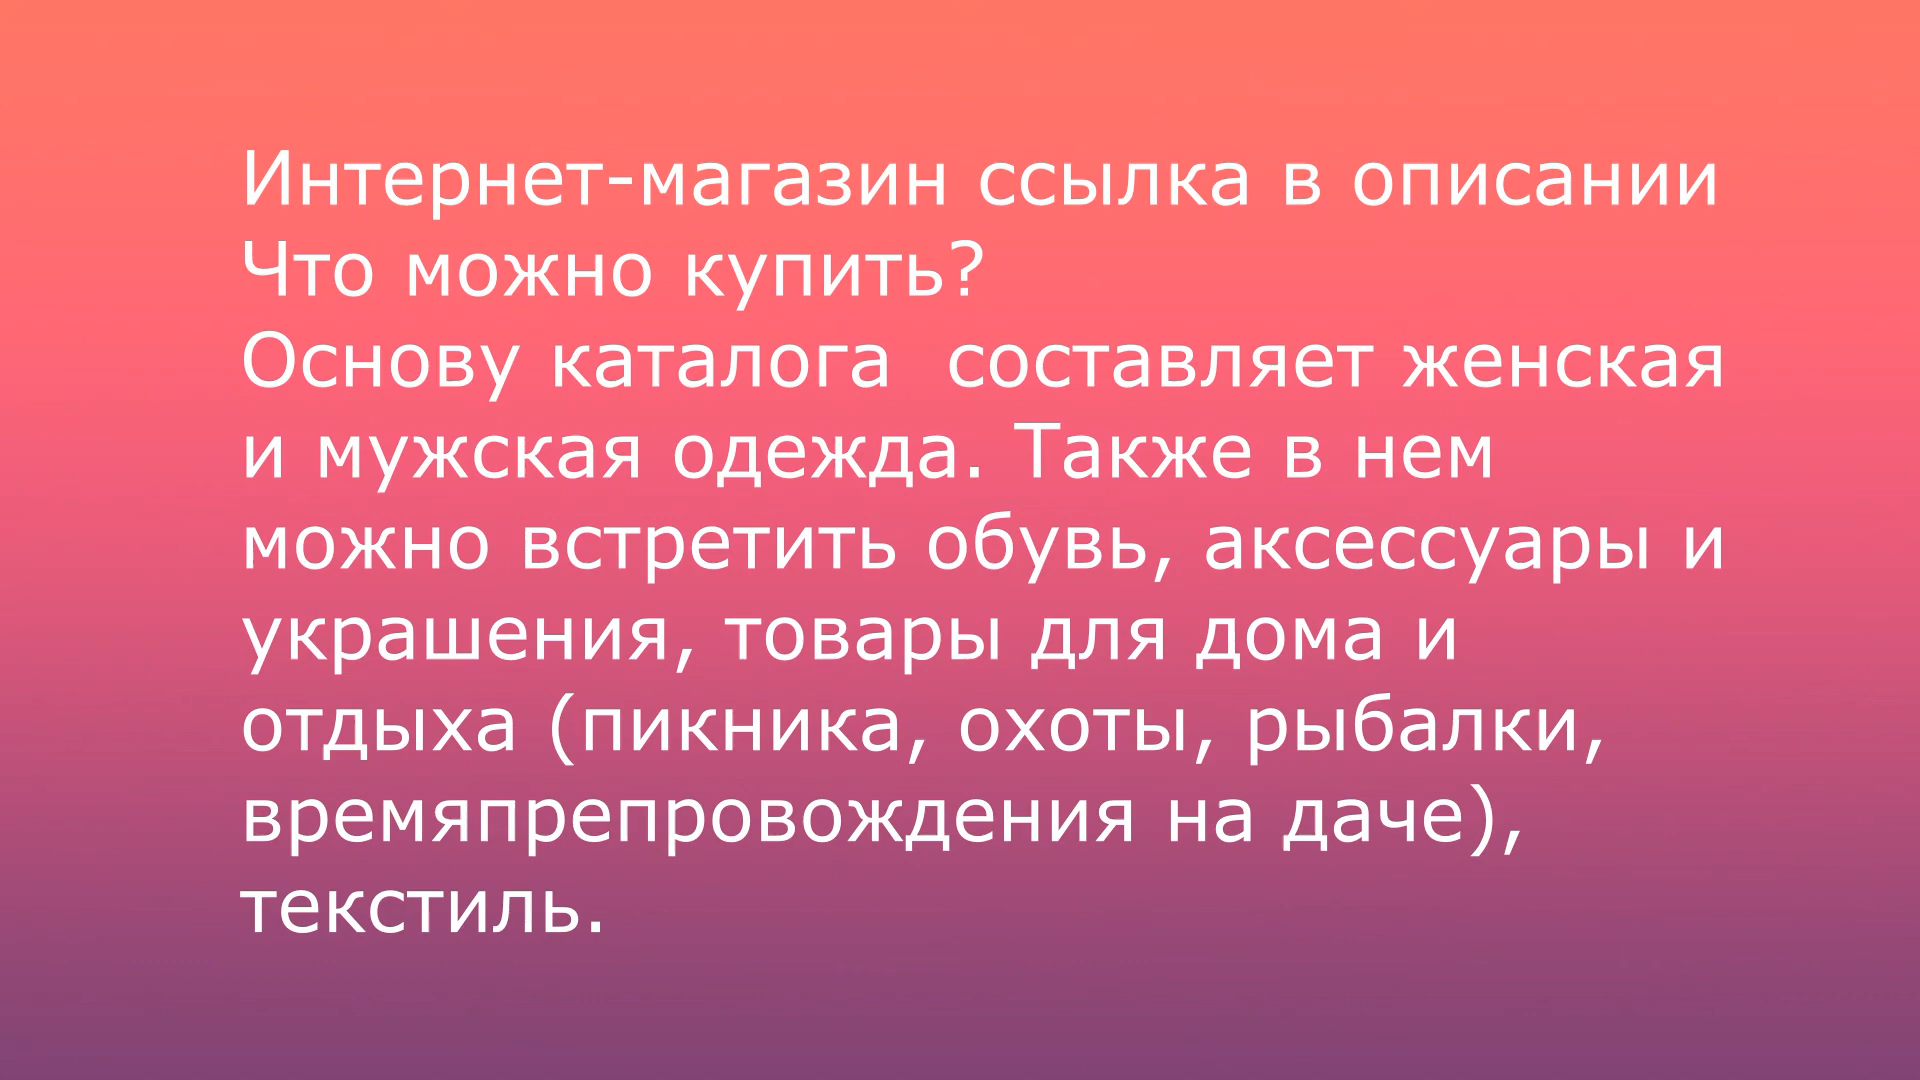 Интернет-магазин ссылка в описании
Что можно купить?
Основу каталога  составляет женская
и мужская одежда. Также в нем
можно встретить обувь, аксессуары и
украшения, товары для дома и
отдыха (пикника, охоты, рыбалки,
времяпрепровождения на даче),
текстиль.